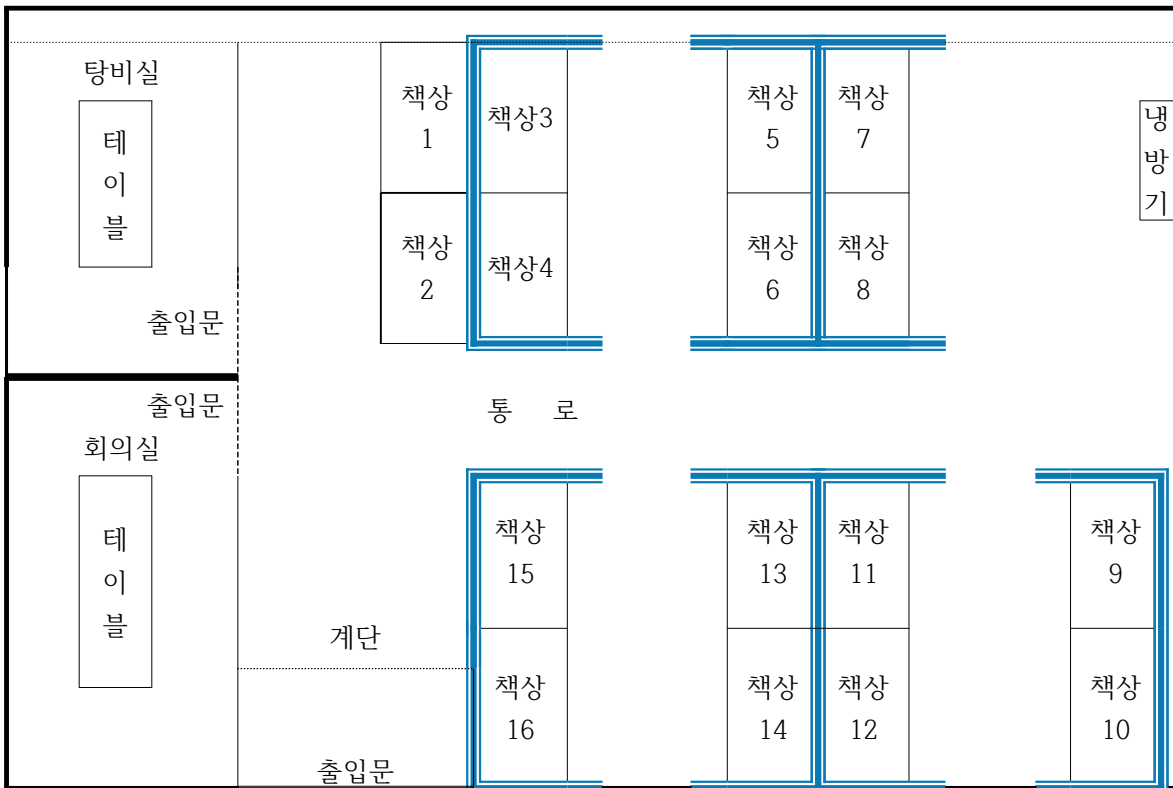 탕비실
테
이
블
출입문
책상
1
책상3
책상
5
책상
7
냉
방
기
책상
2
책상4
책상
6
책상
8
출입문
통 로
회의실
테
이
블
책상
15
책상
13
책상
11
책상
9
계단
책상
16
책상
14
책상
12
책상
10
출입문